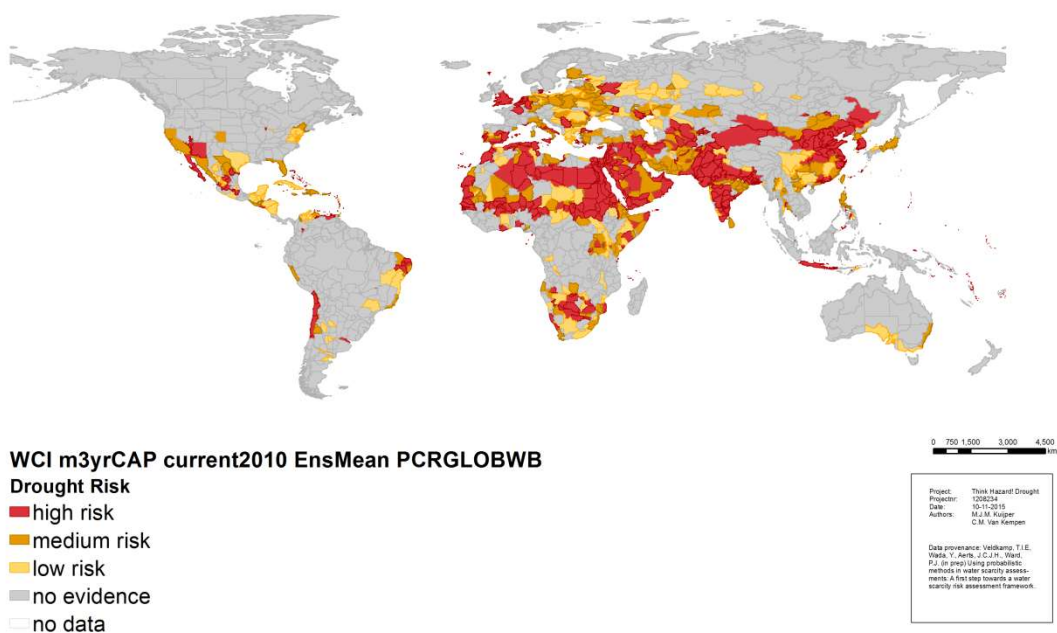 WCI m3yrCAP current2010 EnsMean PCRGLOBWB
Drought Risk
high risk
medium risk
low risk
no evidence
no data
0 750 1,500 3,000 4,500
km
Project: Think Hazard! Drought
Projectnr: 1208234
Date: 10-11-2015
Authors: M.J.M. Kuijper
C.M. Van Kempen
Data provenance: Veldkamp, T.I.E,
Wada, Y., Aerts, J.C.J.H., Ward,
P.J. (in prep) Using probabilistic
methods in water scarcity assess-
ments: A first step towards a water
scarcity risk assessment framework.